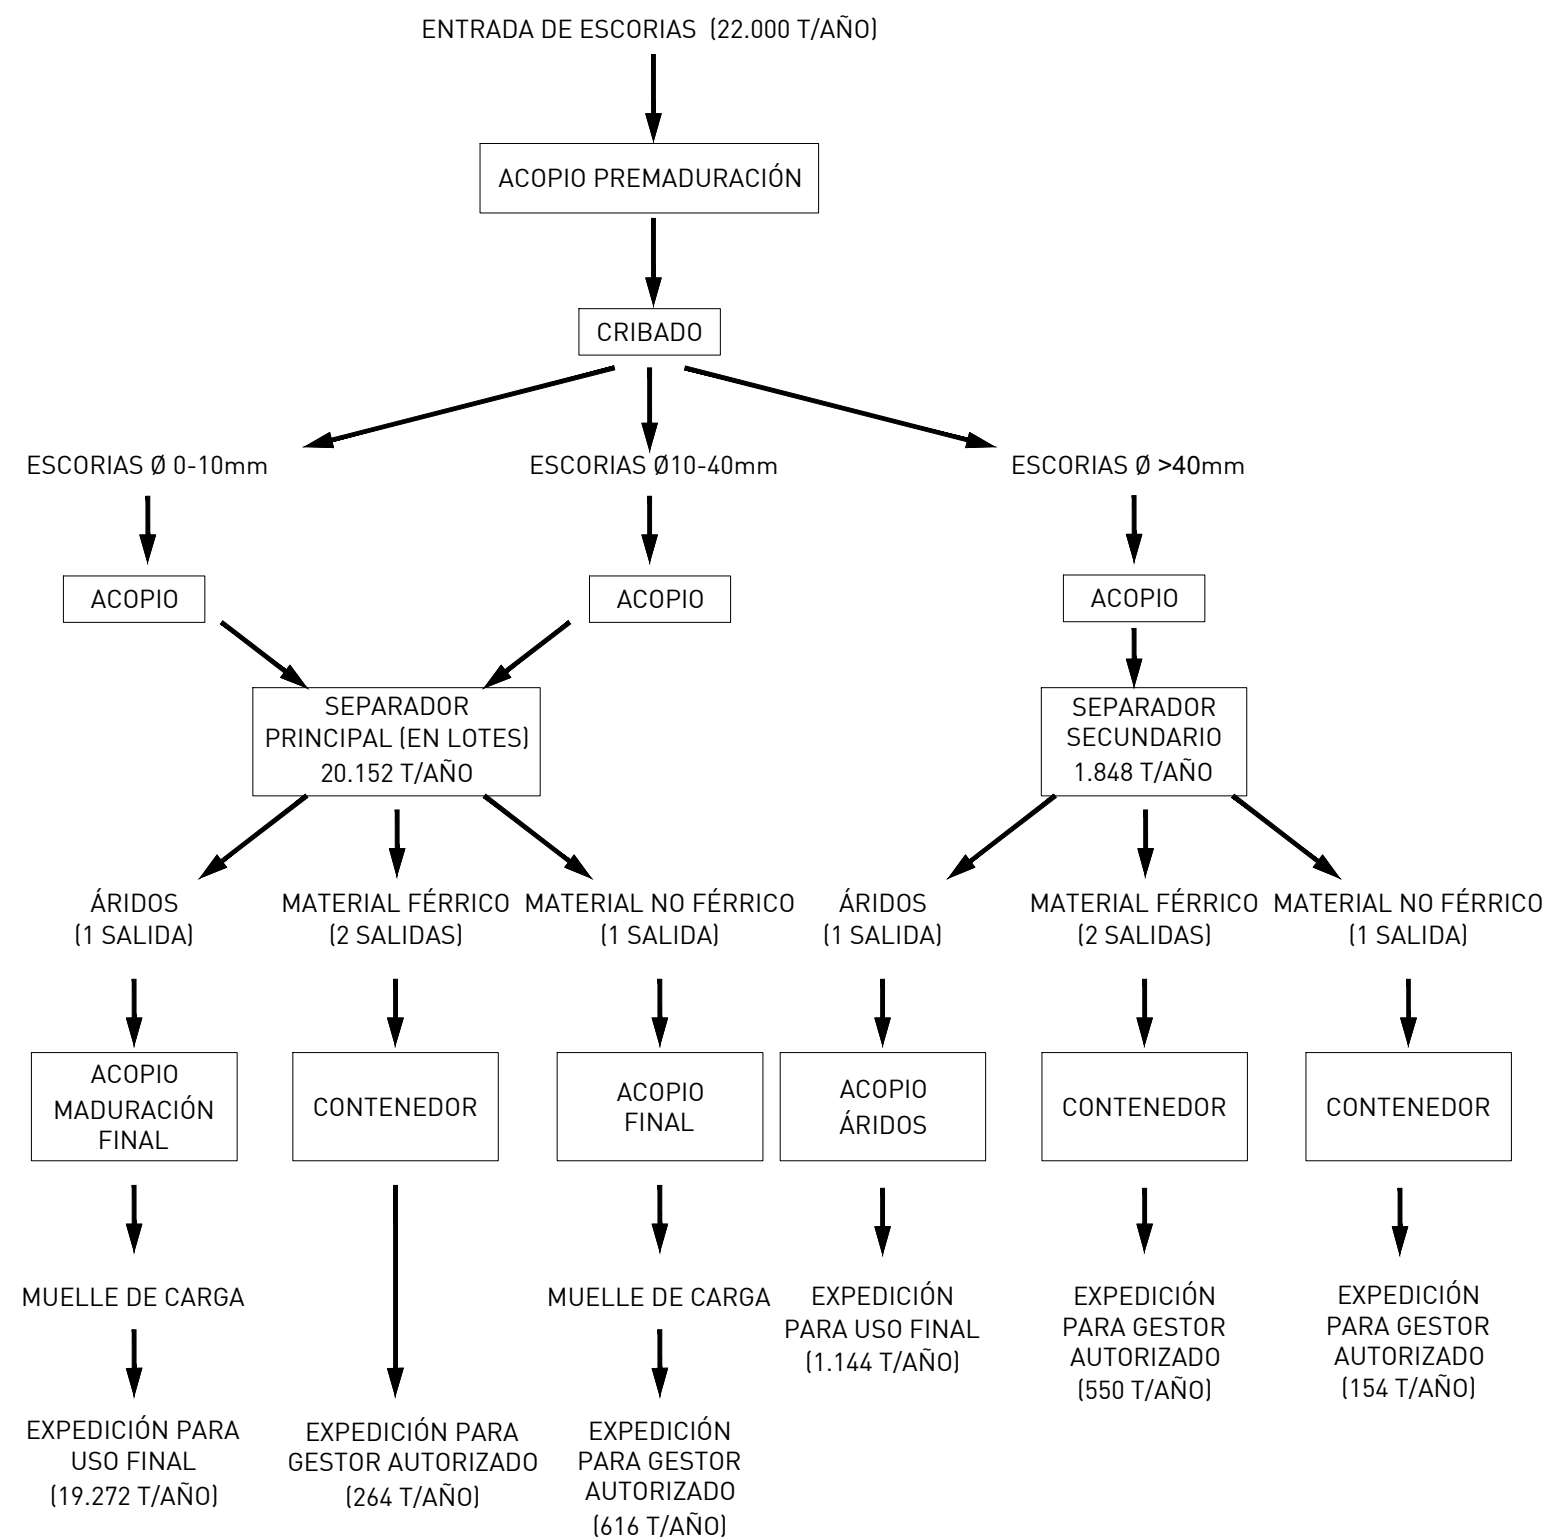 ENTRADA DE ESCORIAS (22.000 T/AÑO)
ACOPIO PREMADURACIÓN
CRIBADO
ESCORIAS Ø 0-10mm
ESCORIAS Ø10-40mm
ESCORIAS Ø >40mm
ACOPIO
ACOPIO
ACOPIO
SEPARADOR
PRINCIPAL (EN LOTES)
20.152 T/AÑO
SEPARADOR
SECUNDARIO
1.848 T/AÑO
ÁRIDOS
(1 SALIDA)
MATERIAL FÉRRICO
(2 SALIDAS)
MATERIAL NO FÉRRICO
(1 SALIDA)
ÁRIDOS
(1 SALIDA)
MATERIAL FÉRRICO
(2 SALIDAS)
MATERIAL NO FÉRRICO
(1 SALIDA)
ACOPIO
MADURACIÓN
FINAL
CONTENEDOR
ACOPIO
FINAL
ACOPIO
ÁRIDOS
CONTENEDOR
CONTENEDOR
MUELLE DE CARGA
MUELLE DE CARGA
EXPEDICIÓN
PARA USO FINAL
(1.144 T/AÑO)
EXPEDICIÓN
PARA GESTOR
AUTORIZADO
(550 T/AÑO)
EXPEDICIÓN
PARA GESTOR
AUTORIZADO
(154 T/AÑO)
EXPEDICIÓN PARA
USO FINAL
(19.272 T/AÑO)
EXPEDICIÓN PARA
GESTOR AUTORIZADO
(264 T/AÑO)
EXPEDICIÓN
PARA GESTOR
AUTORIZADO
(616 T/AÑO)